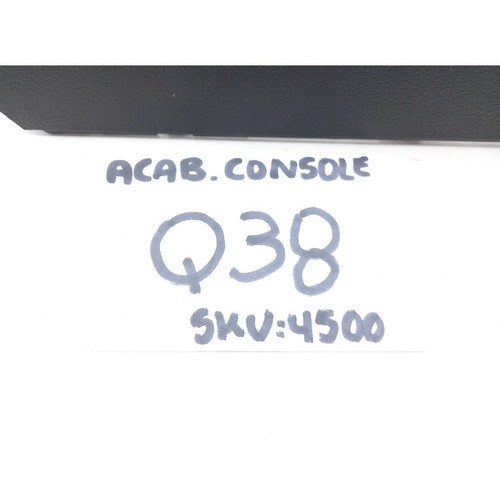 ACAB. CONSOLE
Q38
SKU:4500